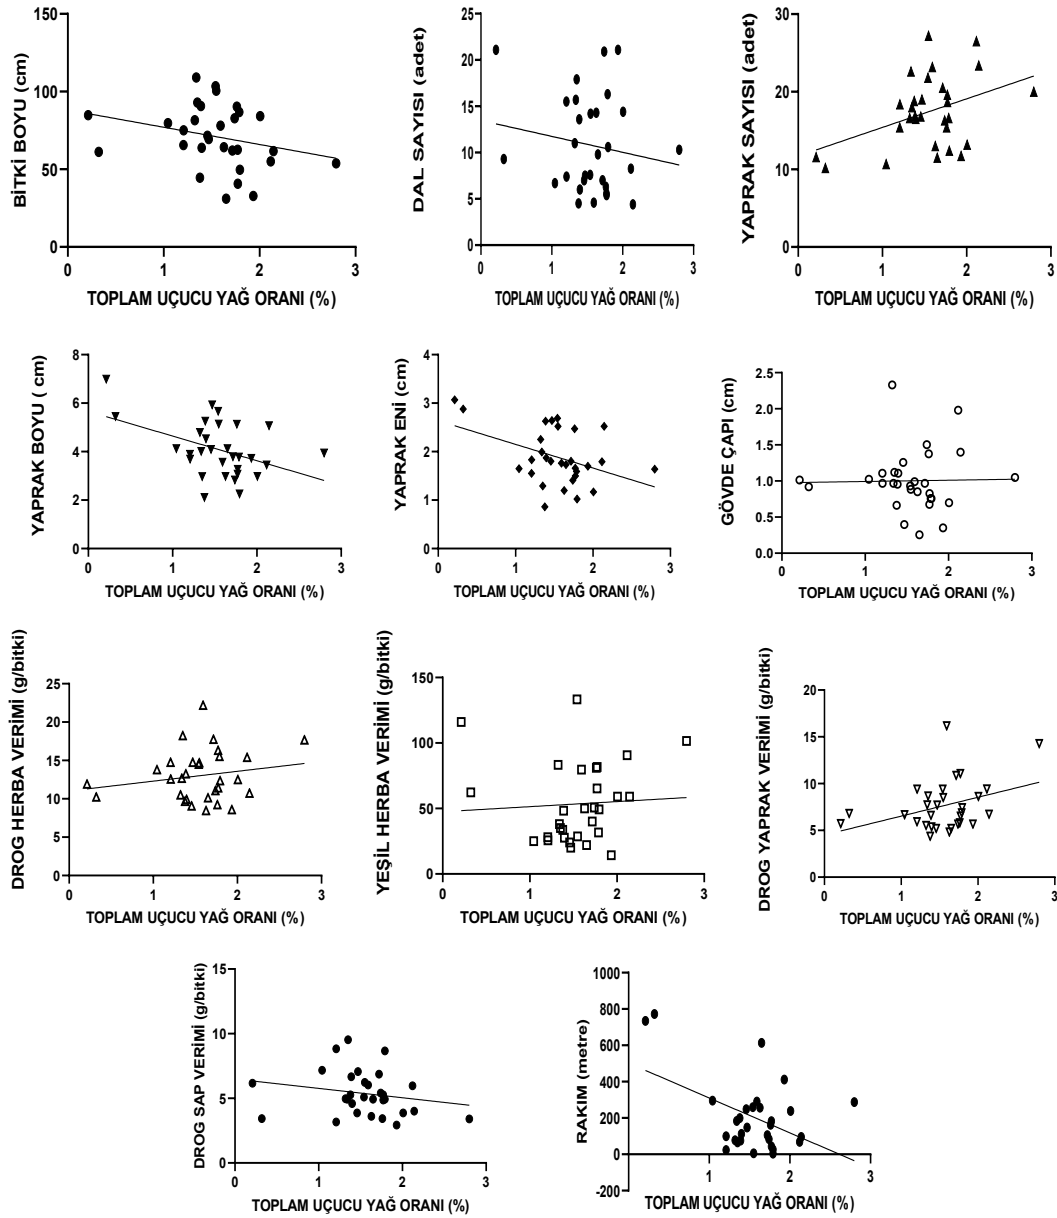 BİTKİ BOYU (cm)
150
100
50
0
0 1 2 3
TOPLAM UÇUCU YAĞ ORANI (%)
DAL SAYISI (adet)
25
20
15
10
5
0
0 1 2 3
TOPLAM UÇUCU YAĞ ORANI (%)
YAPRAK SAYISI (adet)
30
20
10
0
0 1 2 3
TOPLAM UÇUCU YAĞ ORANI (%)
YAPRAK BOYU ( cm)
8
6
4
2
0
0 1 2 3
TOPLAM UÇUCU YAĞ ORANI (%)
YAPRAK ENİ (cm)
4
3
2
1
0
0 1 2 3
TOPLAM UÇUCU YAĞ ORANI (%)
GÖVDE ÇAPI (cm)
2.5
2.0
1.5
1.0
0.5
0.0
0 1 2 3
TOPLAM UÇUCU YAĞ ORANI (%)
DROG HERBA VERİMİ (g/bitki)
25
20
15
10
5
0
0 1 2 3
TOPLAM UÇUCU YAĞ ORANI (%)
YEŞİL HERBA VERİMİ (g/bitki)
150
100
50
0
0 1 2 3
TOPLAM UÇUCU YAĞ ORANI (%)
DROG YAPRAK VERİMİ (g/bitki)
20
15
10
5
0
0 1 2 3
TOPLAM UÇUCU YAĞ ORANI (%)
DROG SAP VERİMİ (g/bitki)
15
10
5
0
0 1 2 3
TOPLAM UÇUCU YAĞ ORANI (%)
RAKIM (metre)
1000
800
600
400
200
0
-200
1 2 3
TOPLAM UÇUCU YAĞ ORANI (%)